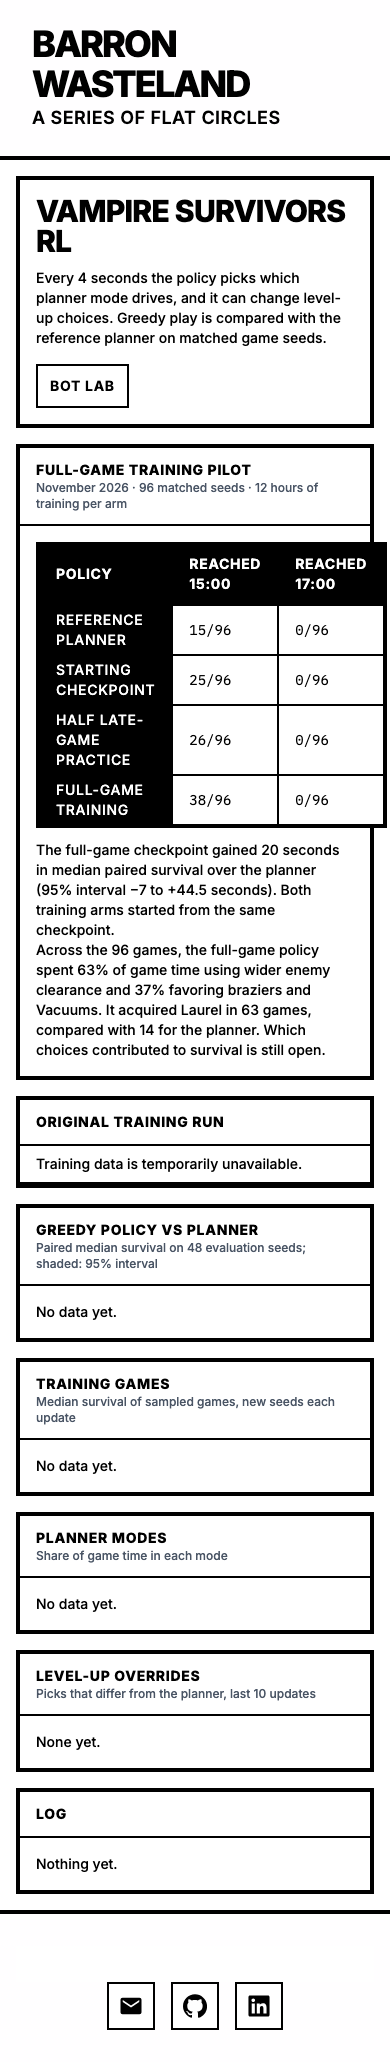 BARRON
WASTELAND
A SERIES OF FLAT CIRCLES
VAMPIRE SURVIVORS
RL
Every 4 seconds the policy picks which
planner mode drives, and it can change level-
up choices. Greedy play is compared with the
reference planner on matched game seeds.
BOT LAB
FULL-GAME TRAINING PILOT
November 2026 · 96 matched seeds · 12 hours of
training per arm
POLICY REACHED 15:00 REACHED 17:00
REFERENCE PLANNER 15/96 0/96
STARTING CHECKPOINT 25/96 0/96
HALF LATE-GAME PRACTICE 26/96 0/96
FULL-GAME TRAINING 38/96 0/96
The full-game checkpoint gained 20 seconds
in median paired survival over the planner
(95% interval −7 to +44.5 seconds). Both
training arms started from the same
checkpoint.
Across the 96 games, the full-game policy
spent 63% of game time using wider enemy
clearance and 37% favoring braziers and
Vacuums. It acquired Laurel in 63 games,
compared with 14 for the planner. Which
choices contributed to survival is still open.
ORIGINAL TRAINING RUN
Training data is temporarily unavailable.
GREEDY POLICY VS PLANNER
Paired median survival on 48 evaluation seeds;
shaded: 95% interval
No data yet.
TRAINING GAMES
Median survival of sampled games, new seeds each
update
No data yet.
PLANNER MODES
Share of game time in each mode
No data yet.
LEVEL-UP OVERRIDES
Picks that differ from the planner, last 10 updates
None yet.
LOG
Nothing yet.
in